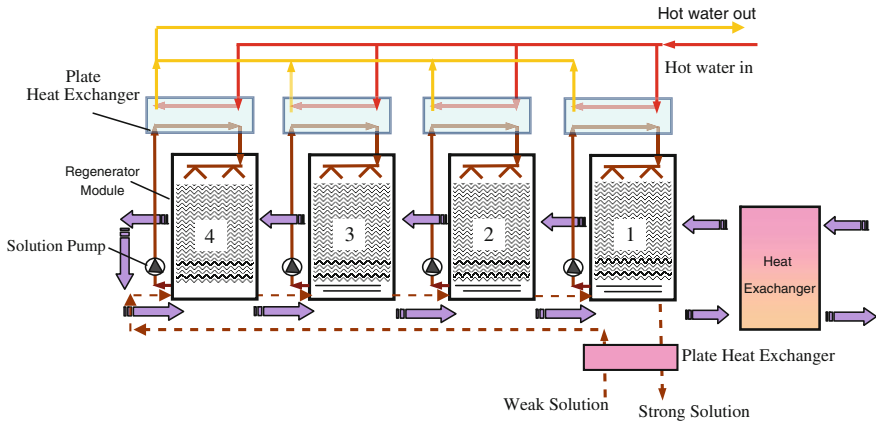 Hot water out
Hot water in
Plate
Heat Exchanger
Regenerator
Module
Solution Pump
4
3
2
1
Heat
Exachanger
Plate Heat Exchanger
Weak Solution
Strong Solution